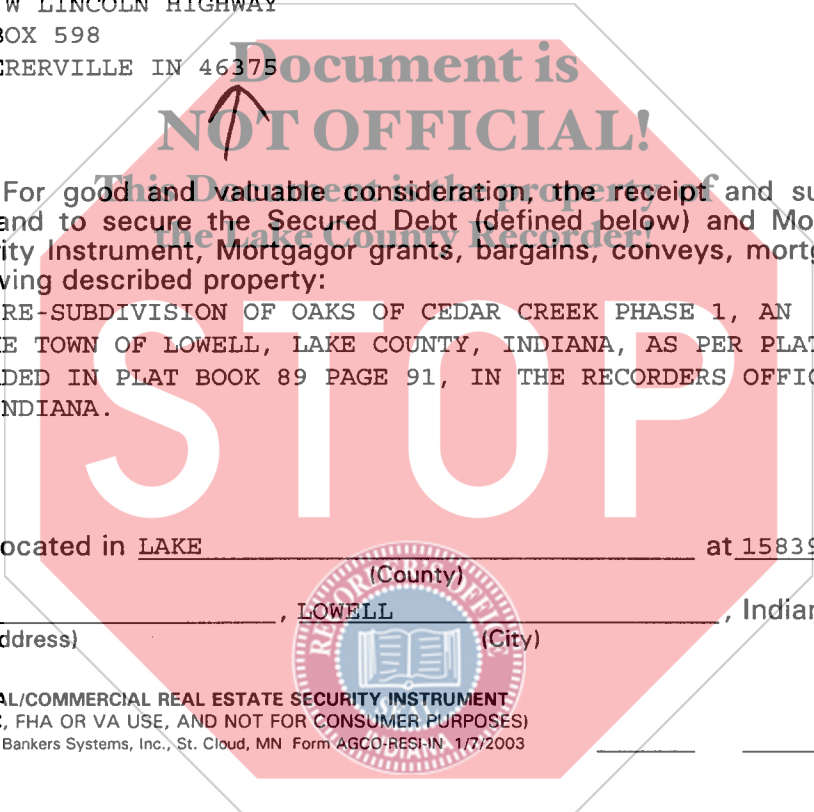 W LINCOLN HIGHWAY
BOX 598
ERERVILLE IN 46375
Document is
NOT OFFICIAL!
This Document is the property of
the Lake County Recorder!
For good and valuable consideration, the receipt and su
and to secure the Secured Debt (defined below) and Mo
ity Instrument, Mortgagor grants, bargains, conveys, mortg
ving described property:
RE-SUBDIVISION OF OAKS OF CEDAR CREEK PHASE 1, AN
E TOWN OF LOWELL, LAKE COUNTY, INDIANA, AS PER PLAT
DED IN PLAT BOOK 89 PAGE 91, IN THE RECORDERS OFFIC
NDIANA.
STOP
ocated in LAKE at 15839
(County)
, LOWELL , Indian
ddress) (City)
RECORDER'S OFFICE
SEAL
INDIANA
AL/COMMERCIAL REAL ESTATE SECURITY INSTRUMENT
, FHA OR VA USE, AND NOT FOR CONSUMER PURPOSES)
Bankers Systems, Inc., St. Cloud, MN Form AGCO-RESI-IN 1/7/2003